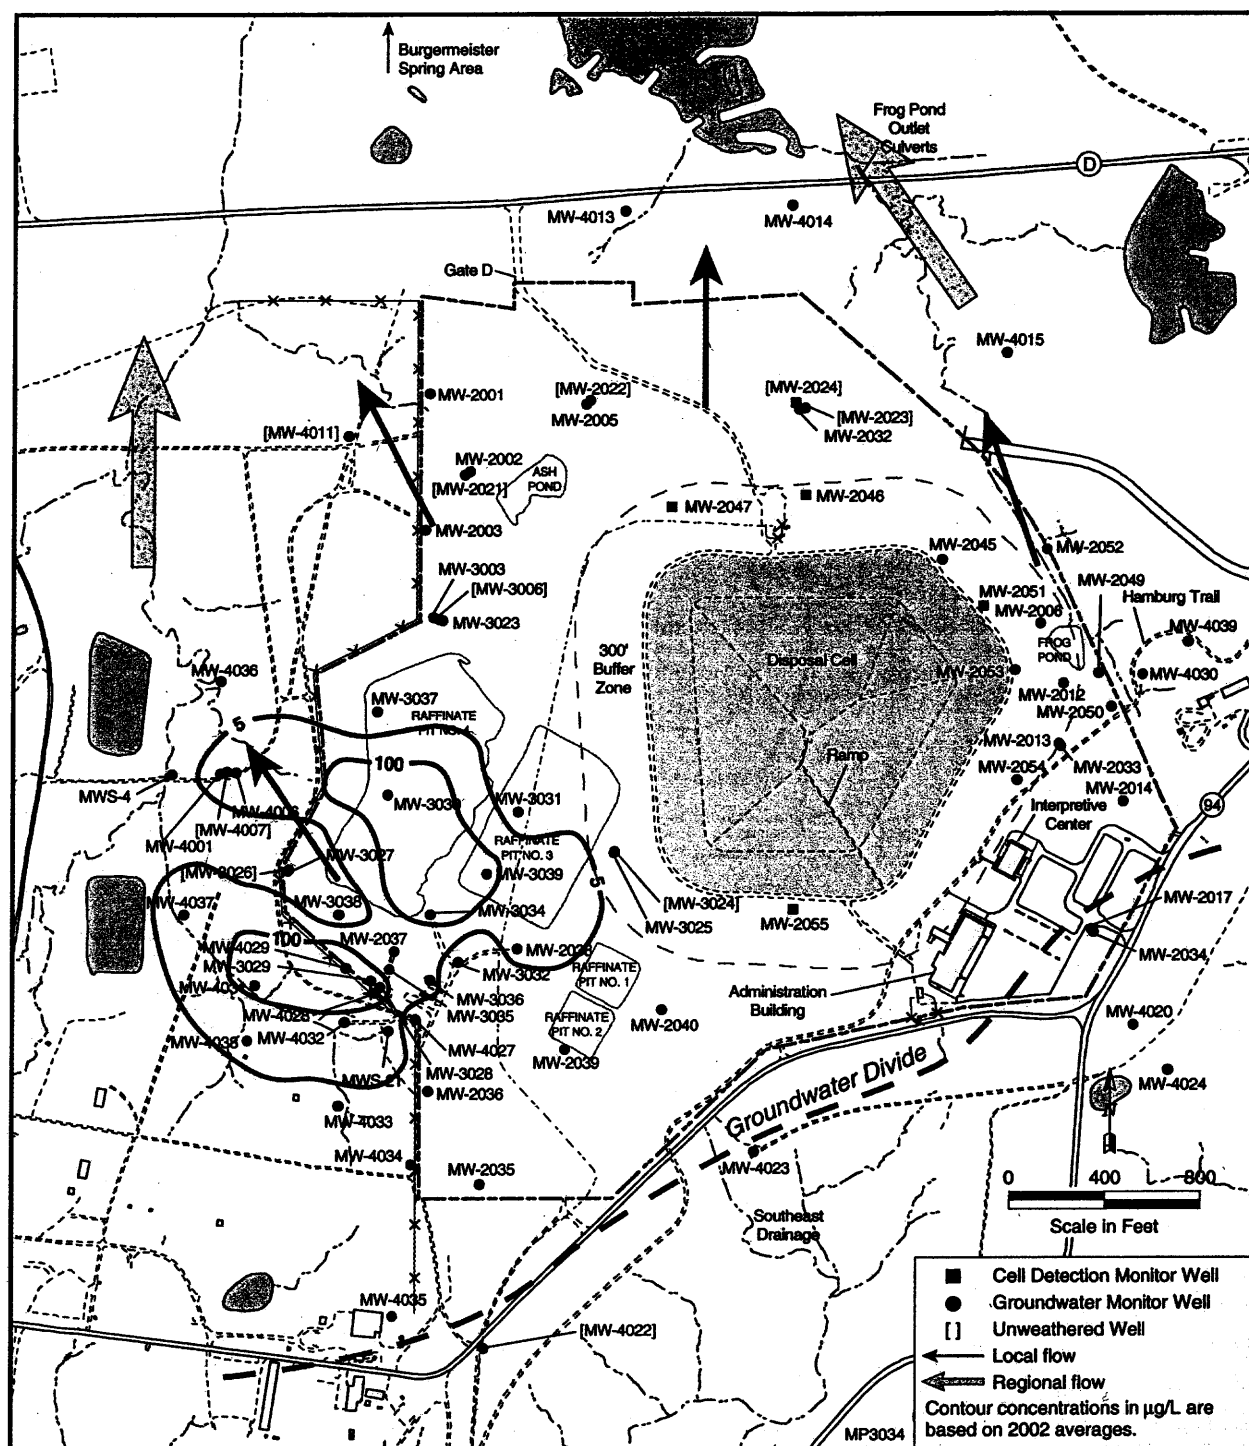 Burgermeister
Spring Area
Frog Pond
Outlet
Culverts
D
MW-4013
MW-4014
Gate D
MW-4015
MW-2001
[MW-2022]
MW-2005
[MW-2024]
[MW-2023]
MW-2032
[MW-4011]
MW-2002
[MW-2021]
ASH
POND
MW-2047
MW-2046
MW-2003
MW-2045
MW-2052
MW-3003
[MW-3006]
MW-3023
MW-2051
MW-2006
MW-2049
Hamburg Trail
MW-4039
300'
Buffer
Zone
Disposal Cell
FROG
POND
MW-2053
MW-4030
MW-2012
MW-2050
MW-4036
MW-3037
RAFFINATE
PIT NO. 4
5
100
Ramp
MW-2013
MW-2033
MW-2054
MW-2014
94
MWS-4
MW-4006
[MW-4007]
MW-4001
MW-3030
MW-3031
Interpretive
Center
RAFFINATE
PIT NO. 3
MW-3027
[MW-3026]
MW-3039
5
MW-4037
MW-3038
MW-3034
[MW-3024]
MW-3025
MW-2055
MW-2017
MW-2034
100
MW-4029
MW-2037
MW-3029
MW-2038
MW-3032
RAFFINATE
PIT NO. 1
MW-3036
MW-3035
Administration
Building
MW-4028
MW-4032
RAFFINATE
PIT NO. 2
MW-2040
MW-4020
MW-4038
MW-4027
MW-2039
MWS-21
MW-3028
MW-2036
Groundwater Divide
MW-4024
N
MW-4033
MW-4034
MW-4023
MW-2035
0 400 800
Scale in Feet
Southeast
Drainage
MW-4035
[MW-4022]
Cell Detection Monitor Well
Groundwater Monitor Well
[ ] Unweathered Well
Local flow
Regional flow
Contour concentrations in µg/L are
based on 2002 averages.
MP3034